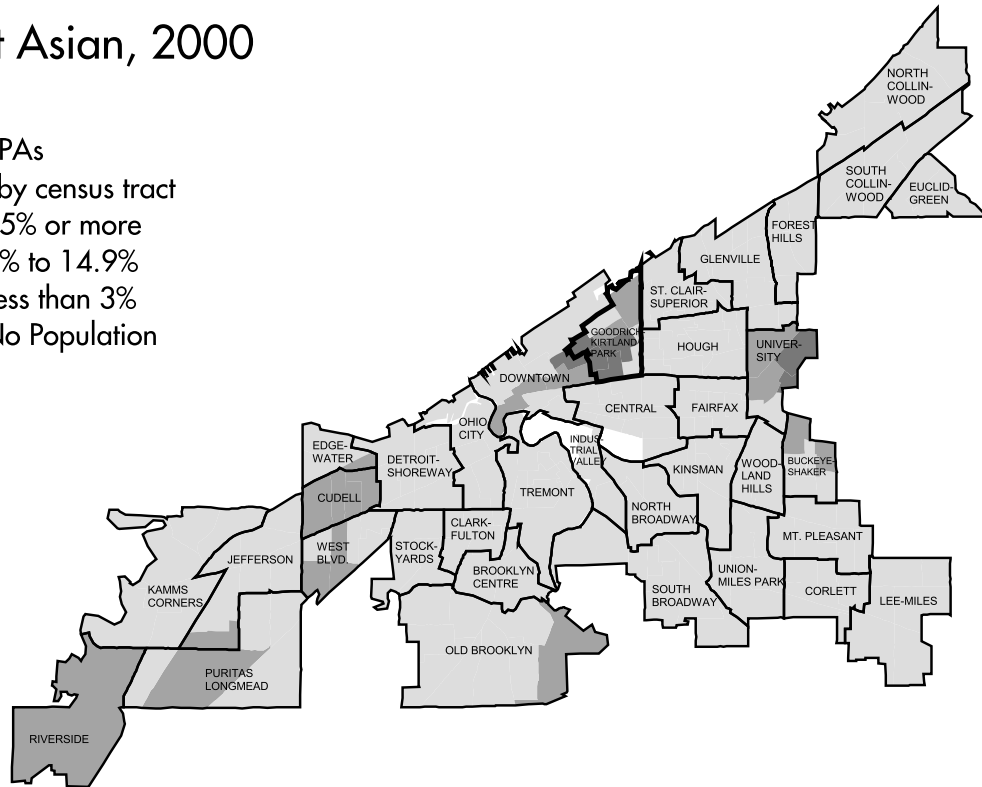 t Asian, 2000
PAs
by census tract
5% or more
% to 14.9%
ess than 3%
No Population
NORTH
COLLIN-
WOOD
SOUTH
COLLIN-
WOOD
EUCLID-
GREEN
FOREST
HILLS
GLENVILLE
ST. CLAIR-
SUPERIOR
GOODRICH-
KIRTLAND
PARK
HOUGH
UNIVER-
SITY
DOWNTOWN
CENTRAL
FAIRFAX
OHIO
CITY
EDGE-
WATER
DETROIT-
SHOREWAY
INDUS-
TRIAL
VALLEY
KINSMAN
WOOD-
LAND
HILLS
BUCKEYE-
SHAKER
CUDELL
TREMONT
NORTH
BROADWAY
CLARK-
FULTON
MT. PLEASANT
JEFFERSON
WEST
BLVD.
STOCK-
YARDS
BROOKLYN
CENTRE
UNION-
MILES PARK
KAMMS
CORNERS
SOUTH
BROADWAY
CORLETT
LEE-MILES
OLD BROOKLYN
PURITAS
LONGMEAD
RIVERSIDE